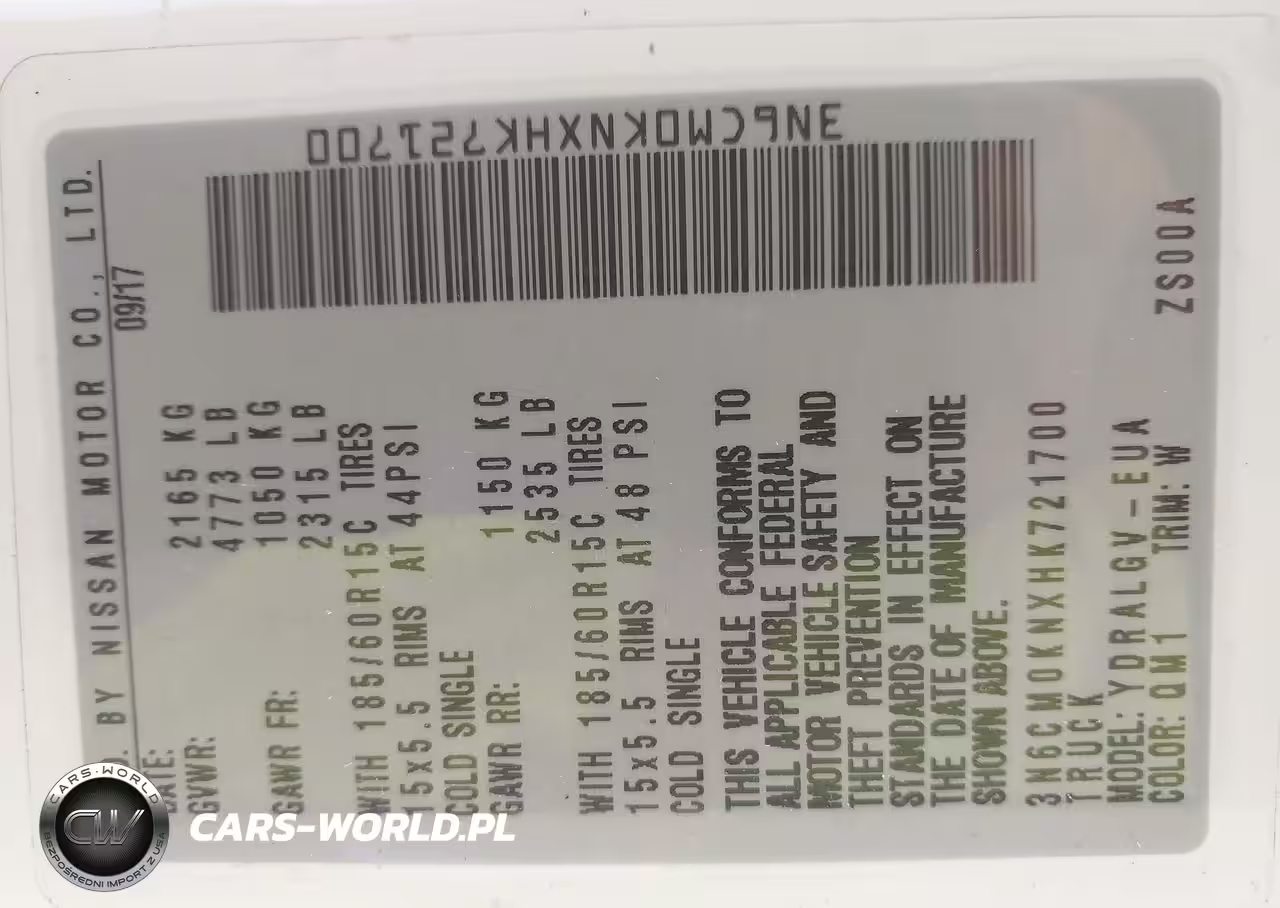 . BY NISSAN MOTOR CO., LTD.
DATE: 09/17
GVWR: 2165 KG
4773 LB
GAWR FR: 1050 KG
2315 LB
WITH 185/60R15C TIRES
15x5.5 RIMS AT 44PSI
COLD SINGLE
GAWR RR: 1150 KG
2535 LB
WITH 185/60R15C TIRES
15x5.5 RIMS AT 48 PSI
COLD SINGLE
THIS VEHICLE CONFORMS TO
ALL APPLICABLE FEDERAL
MOTOR VEHICLE SAFETY AND
THEFT PREVENTION
STANDARDS IN EFFECT ON
THE DATE OF MANUFACTURE
SHOWN ABOVE.
3N6CM0KNXHK721700
TRUCK
MODEL: YDRALGV-EUA
COLOR: QM1 TRIM: W ZS00A
3N6CM0KNXHK721700
CARS-WORLD
CW
BEZPOŚREDNI IMPORT Z USA
CARS-WORLD.PL